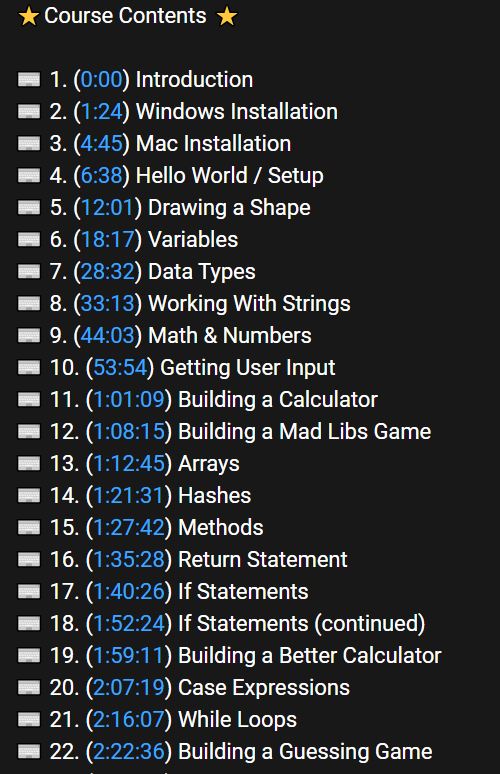 ⭐ Course Contents ⭐
⌨️ 1. (0:00) Introduction
⌨️ 2. (1:24) Windows Installation
⌨️ 3. (4:45) Mac Installation
⌨️ 4. (6:38) Hello World / Setup
⌨️ 5. (12:01) Drawing a Shape
⌨️ 6. (18:17) Variables
⌨️ 7. (28:32) Data Types
⌨️ 8. (33:13) Working With Strings
⌨️ 9. (44:03) Math & Numbers
⌨️ 10. (53:54) Getting User Input
⌨️ 11. (1:01:09) Building a Calculator
⌨️ 12. (1:08:15) Building a Mad Libs Game
⌨️ 13. (1:12:45) Arrays
⌨️ 14. (1:21:31) Hashes
⌨️ 15. (1:27:42) Methods
⌨️ 16. (1:35:28) Return Statement
⌨️ 17. (1:40:26) If Statements
⌨️ 18. (1:52:24) If Statements (continued)
⌨️ 19. (1:59:11) Building a Better Calculator
⌨️ 20. (2:07:19) Case Expressions
⌨️ 21. (2:16:07) While Loops
⌨️ 22. (2:22:36) Building a Guessing Game